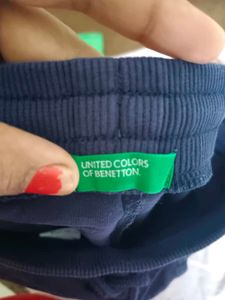 UNITED COLORS
OF BENETTON.